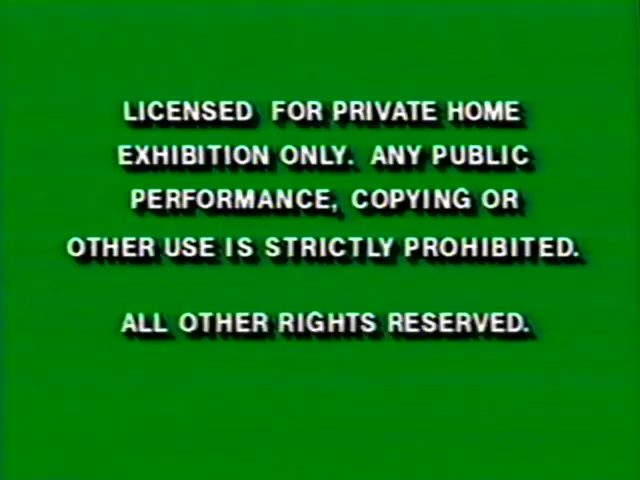 LICENSED FOR PRIVATE HOME
EXHIBITION ONLY. ANY PUBLIC
PERFORMANCE, COPYING OR
OTHER USE IS STRICTLY PROHIBITED.
ALL OTHER RIGHTS RESERVED.